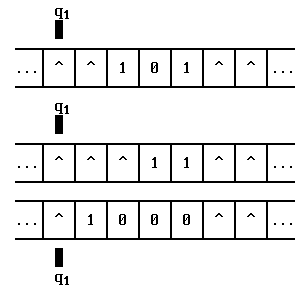 q1
... ^ ^ 1 0 1 ^ ^ ...
q1
... ^ ^ ^ 1 1 ^ ^ ...
... ^ 1 0 0 0 ^ ^ ...
q1